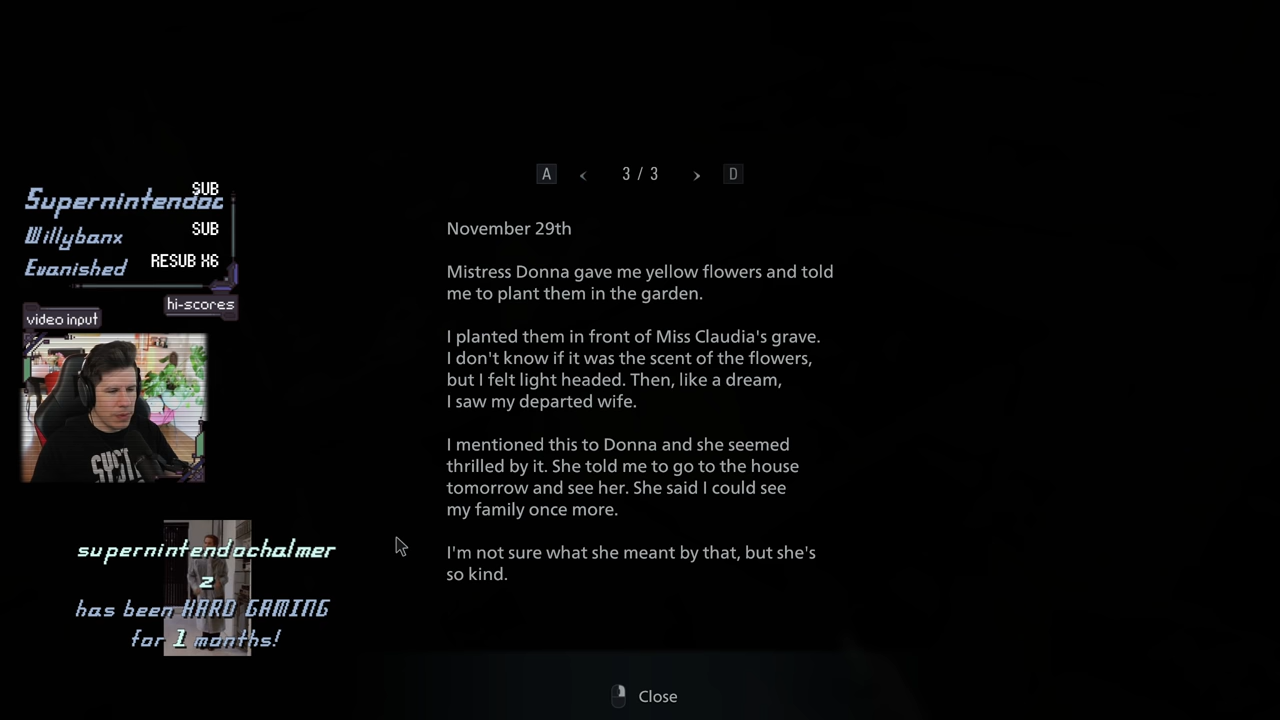 A < 3 / 3 > D
November 29th
Mistress Donna gave me yellow flowers and told
me to plant them in the garden.
I planted them in front of Miss Claudia's grave.
I don't know if it was the scent of the flowers,
but I felt light headed. Then, like a dream,
I saw my departed wife.
I mentioned this to Donna and she seemed
thrilled by it. She told me to go to the house
tomorrow and see her. She said I could see
my family once more.
I'm not sure what she meant by that, but she's
so kind.
Close
Supernintendoc SUB
Willybanx SUB
Evanished RESUB X6
hi-scores
video input
SYST
supernintendochalmer
z
has been HARD GAMING
for 1 months!